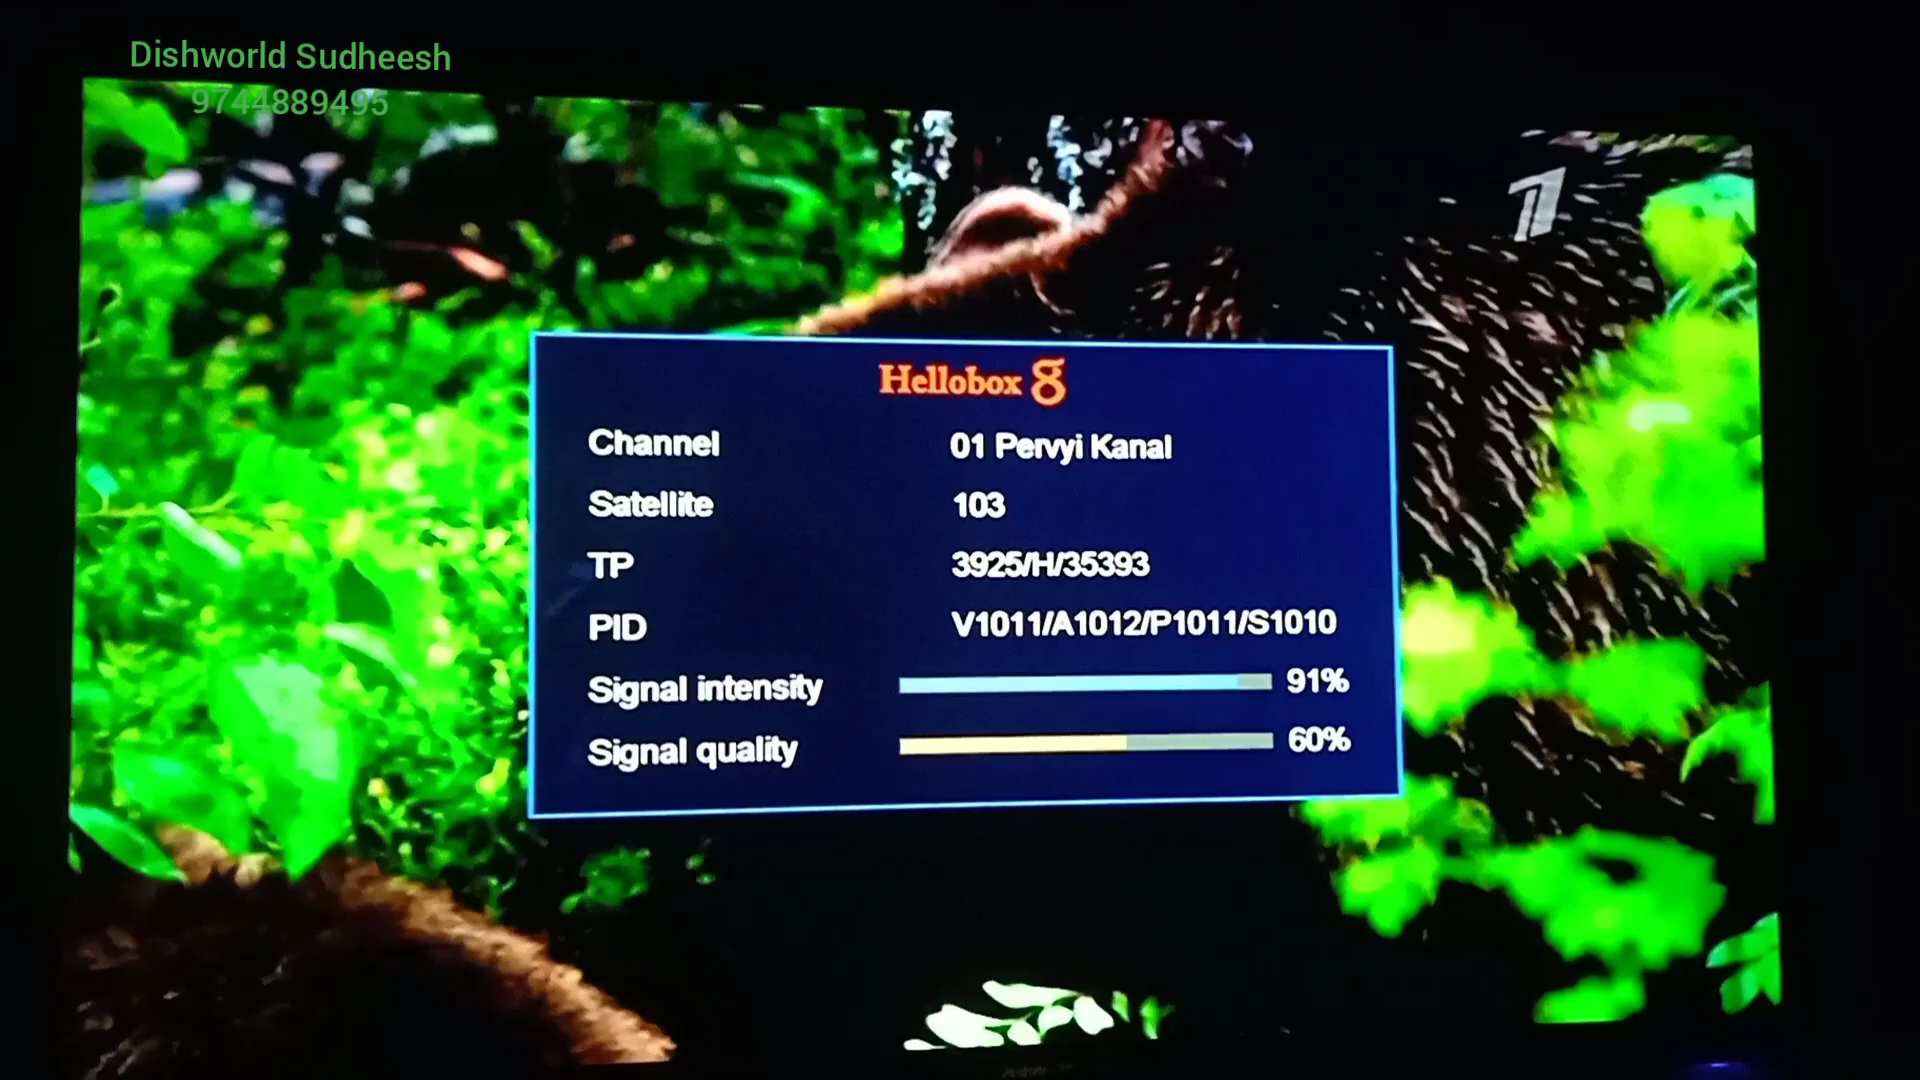 Dishworld Sudheesh
9744889495
1
Hellobox 8
Channel 01 Pervyi Kanal
Satellite 103
TP 3925/H/35393
PID V1011/A1012/P1011/S1010
Signal intensity 91%
Signal quality 60%